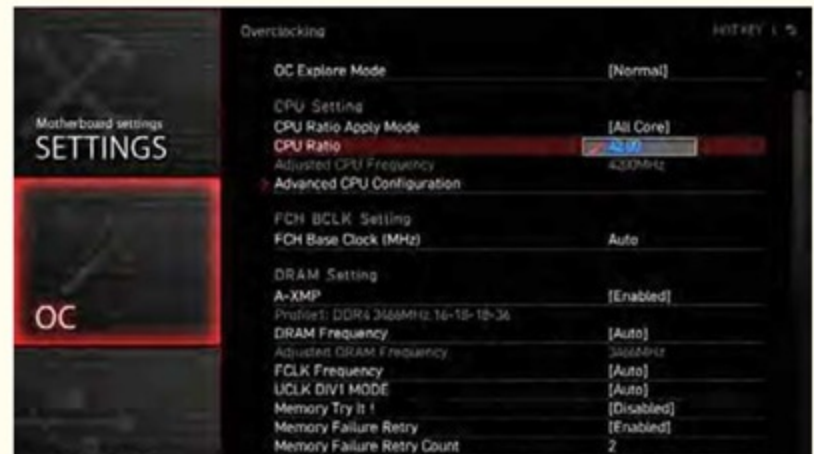 Overclocking
HOTKEY
OC Explore Mode [Normal]
CPU Setting
CPU Ratio Apply Mode [All Core]
CPU Ratio 42.00
Adjusted CPU Frequency 4200MHz
Advanced CPU Configuration
FCH BCLK Setting
FCH Base Clock (MHz) Auto
DRAM Setting
A-XMP [Enabled]
Profile1: DDR4 3466MHz 16-18-18-36
DRAM Frequency [Auto]
Adjusted DRAM Frequency 3466MHz
FCLK Frequency [Auto]
UCLK DIV1 MODE [Auto]
Memory Try It ! [Disabled]
Memory Failure Retry [Enabled]
Memory Failure Retry Count 2
Motherboard settings
SETTINGS
OC